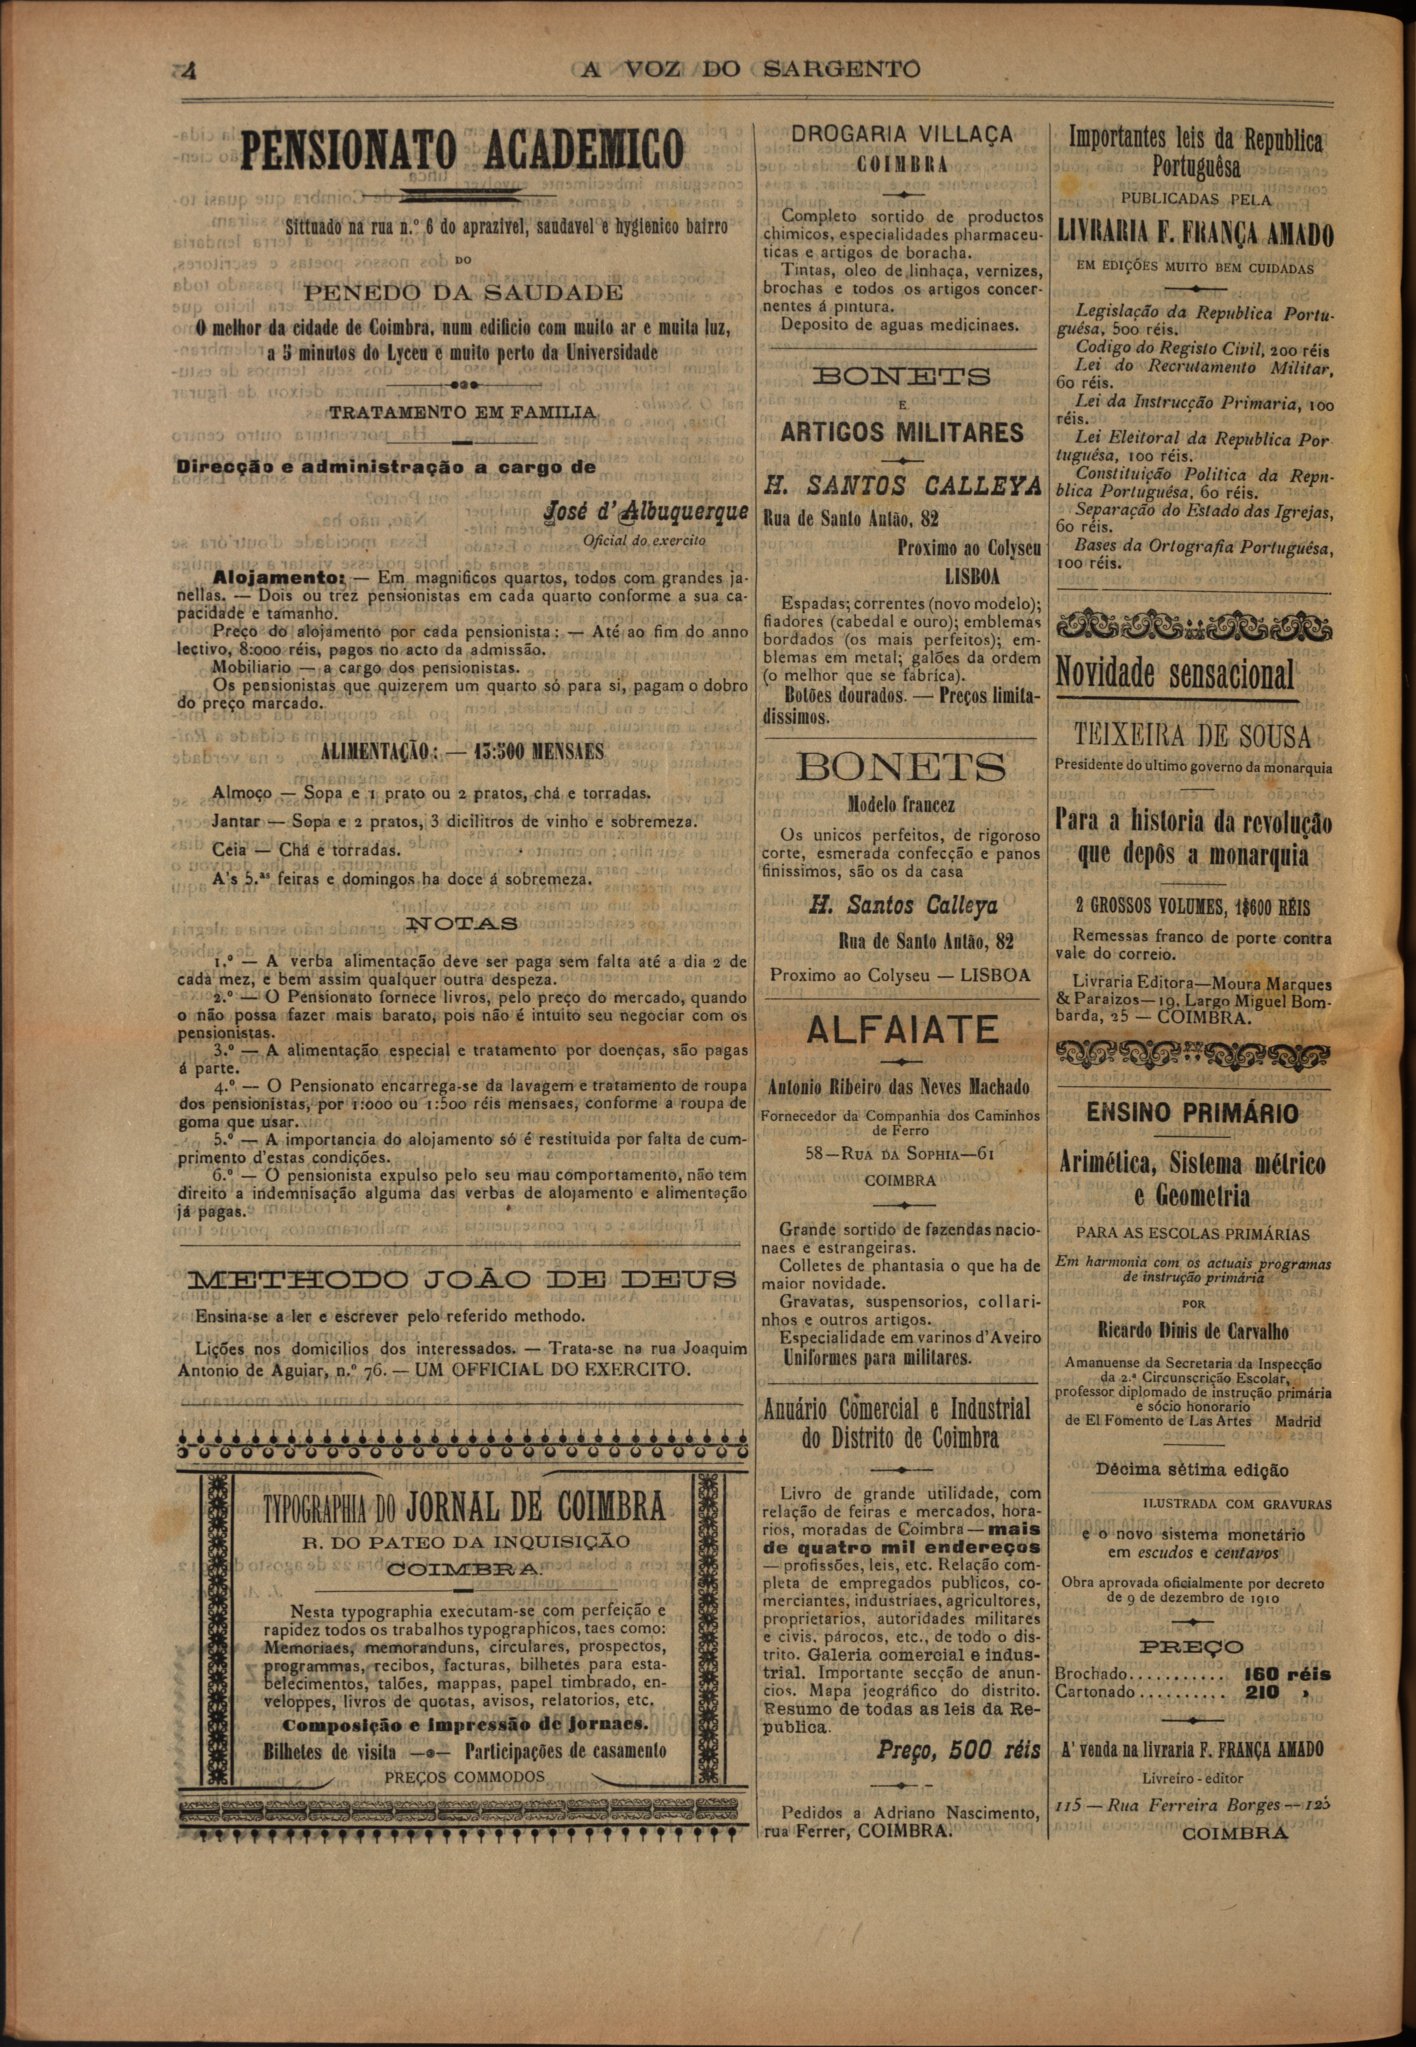 4
A VOZ DO SARGENTO
PENSIONATO ACADEMICO
Sittuado na rua n.º 6 do aprazivel, saudavel e hygienico bairro
DO
PENEDO DA SAUDADE
O melhor da cidade de Coimbra, num edificio com muito ar e muita luz,
a 5 minutos do Lyceu e muito perto da Universidade
TRATAMENTO EM FAMILIA
Direcção e administração a cargo de
José d'Albuquerque
Oficial do exercito
Alojamento: — Em magnificos quartos, todos com grandes ja-
nellas. — Dois ou trez pensionistas em cada quarto conforme a sua ca-
pacidade e tamanho.
Preço do alojamento por cada pensionista: — Até ao fim do anno
lectivo, 8:000 réis, pagos no acto da admissão.
Mobiliario — a cargo dos pensionistas.
Os pensionistas que quizerem um quarto só para si, pagam o dobro
do preço marcado.
ALIMENTAÇÃO: — 13:500 MENSAES
Almoço — Sopa e 1 prato ou 2 pratos, chá e torradas.
Jantar — Sopa e 2 pratos, 3 dicilitros de vinho e sobremeza.
Ceia — Chá e torradas.
A's 5.as feiras e domingos ha doce á sobremeza.
NOTAS
1.º — A verba alimentação deve ser paga sem falta até a dia 2 de
cada mez, e bem assim qualquer outra despeza.
2.º — O Pensionato fornece livros, pelo preço do mercado, quando
o não possa fazer mais barato, pois não é intuito seu negociar com os
pensionistas.
3.º — A alimentação especial e tratamento por doenças, são pagas
á parte.
4.º — O Pensionato encarrega-se da lavagem e tratamento de roupa
dos pensionistas, por 1:000 ou 1:500 réis mensaes, conforme a roupa de
goma que usar.
5.º — A importancia do alojamento só é restituida por falta de cum-
primento d'estas condições.
6.º — O pensionista expulso pelo seu mau comportamento, não tem
direito a indemnisação alguma das verbas de alojamento e alimentação
já pagas.
METHODO JOÃO DE DEUS
Ensina-se a ler e escrever pelo referido methodo.
Lições nos domicilios dos interessados. — Trata-se na rua Joaquim
Antonio de Aguiar, n.º 76. — UM OFFICIAL DO EXERCITO.
TYPOGRAPHIA DO JORNAL DE COIMBRA
R. DO PATEO DA INQUISIÇÃO
COIMBRA
Nesta typographia executam-se com perfeição e
rapidez todos os trabalhos typographicos, taes como:
Memoriaes, memoranduns, circulares, prospectos,
programmas, recibos, facturas, bilhetes para esta-
belecimentos, talões, mappas, papel timbrado, en-
veloppes, livros de quotas, avisos, relatorios, etc.
Composição e impressão de jornaes.
Bilhetes de visita —•— Participações de casamento
PREÇOS COMMODOS
DROGARIA VILLAÇA
COIMBRA
Completo sortido de productos
chimicos, especialidades pharmaceu-
ticas e artigos de boracha.
Tintas, oleo de linhaça, vernizes,
brochas e todos os artigos concer-
nentes á pintura.
Deposito de aguas medicinaes.
BONETS
E
ARTIGOS MILITARES
H. SANTOS CALLEYA
Rua de Santo Antão, 82
Proximo ao Colyseu
LISBOA
Espadas; correntes (novo modelo);
fiadores (cabedal e ouro); emblemas
bordados (os mais perfeitos); em-
blemas em metal; galões da ordem
(o melhor que se fabrica).
Botões dourados. — Preços limita-
dissimos.
BONETS
Modelo francez
Os unicos perfeitos, de rigoroso
corte, esmerada confecção e panos
finissimos, são os da casa
H. Santos Calleya
Rua de Santo Antão, 82
Proximo ao Colyseu — LISBOA
ALFAIATE
Antonio Ribeiro das Neves Machado
Fornecedor da Companhia dos Caminhos
de Ferro
58—RUA DA SOPHIA—61
COIMBRA
Grande sortido de fazendas nacio-
naes e estrangeiras.
Colletes de phantasia o que ha de
maior novidade.
Gravatas, suspensorios, collari-
nhos e outros artigos.
Especialidade em varinos d'Aveiro
Uniformes para militares.
Anuário Comercial e Industrial
do Distrito de Coimbra
Livro de grande utilidade, com
relação de feiras e mercados, hora-
rios, moradas de Coimbra — mais
de quatro mil endereços
— profissões, leis, etc. Relação com-
pleta de empregados publicos, co-
merciantes, industriaes, agricultores,
proprietarios, autoridades militares
e civis, párocos, etc., de todo o dis-
trito. Galeria comercial e indus-
trial. Importante secção de anun-
cios. Mapa jeográfico do distrito.
Resumo de todas as leis da Re-
pública.
Preço, 500 réis
Pedidos a Adriano Nascimento,
rua Ferrer, COIMBRA.
Importantes leis da Republica
Portuguêsa
PUBLICADAS PELA
LIVRARIA F. FRANÇA AMADO
EM EDIÇÕES MUITO BEM CUIDADAS
Legislação da Republica Portu-
guésa, 500 réis.
Codigo do Registo Civil, 200 réis
Lei do Recrutamento Militar,
60 réis.
Lei da Instrucção Primaria, 100
réis.
Lei Eleitoral da Republica Por
tuguésa, 100 réis.
Constituição Politica da Repn-
blica Portuguésa, 60 réis.
Separação do Estado das Igrejas,
60 réis.
Bases da Ortografia Portuguésa,
100 réis.
Novidade sensacional
TEIXEIRA DE SOUSA
Presidente do ultimo governo da monarquia
Para a historia da revolução
que depôs a monarquia
2 GROSSOS VOLUMES, 1$600 RÉIS
Remessas franco de porte contra
vale do correio.
Livraria Editora—Moura Marques
& Paraizos—19, Largo Miguel Bom-
barda, 25 — COIMBRA.
ENSINO PRIMÁRIO
Arimética, Sistema métrico
e Geometria
PARA AS ESCOLAS PRIMÁRIAS
Em harmonia com os actuais programas
de instrução primária
POR
Ricardo Dinis de Carvalho
Amanuense da Secretaria da Inspecção
da 2.ª Circunscrição Escolar,
professor diplomado de instrução primária
e sócio honorario
de El Fomento de Las Artes Madrid
Décima sétima edição
ILUSTRADA COM GRAVURAS
e o novo sistema monetário
em escudos e centavos
Obra aprovada oficialmente por decreto
de 9 de dezembro de 1910
PREÇO
Brochado........... 160 réis
Cartonado.......... 210 »
A' venda na livraria F. FRANÇA AMADO
Livreiro-editor
115 — Rua Ferreira Borges — 125
COIMBRA